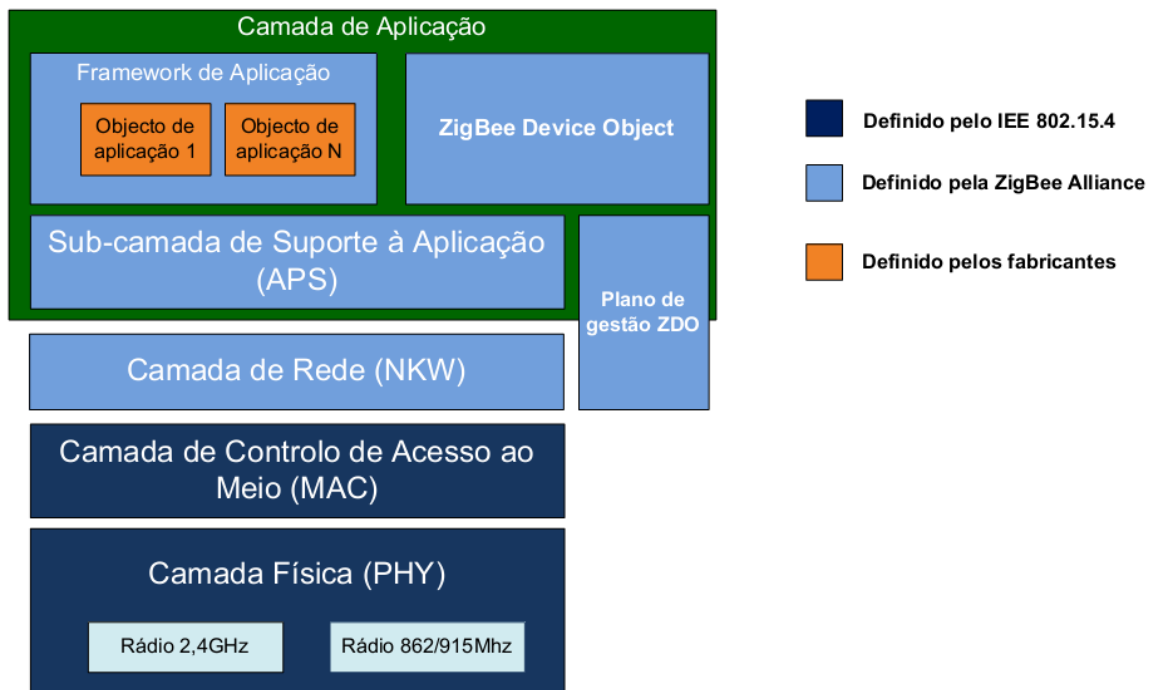 Camada de Aplicação
Framework de Aplicação
Objecto de
aplicação 1
Objecto de
aplicação N
ZigBee Device Object
Sub-camada de Suporte à Aplicação
(APS)
Plano de
gestão ZDO
Camada de Rede (NKW)
Camada de Controlo de Acesso ao
Meio (MAC)
Camada Física (PHY)
Rádio 2,4GHz
Rádio 862/915Mhz
Definido pelo IEE 802.15.4
Definido pela ZigBee Alliance
Definido pelos fabricantes